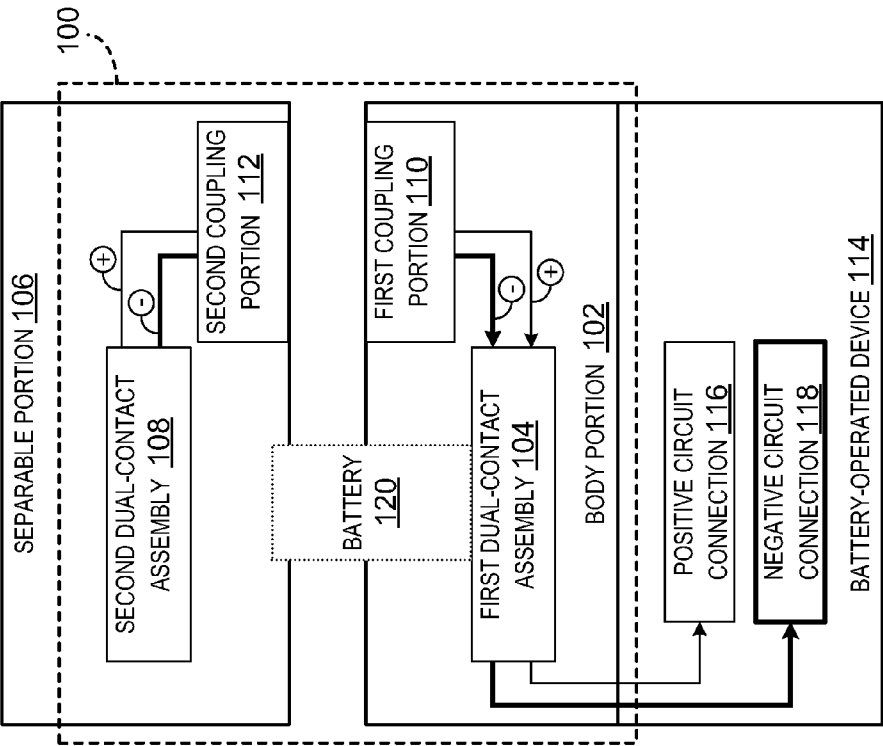 100
SEPARABLE PORTION 106
SECOND DUAL-CONTACT
ASSEMBLY 108
+
-
SECOND COUPLING
PORTION 112
BATTERY
120
FIRST COUPLING
PORTION 110
-
+
FIRST DUAL-CONTACT
ASSEMBLY 104
BODY PORTION 102
POSITIVE CIRCUIT
CONNECTION 116
NEGATIVE CIRCUIT
CONNECTION 118
BATTERY-OPERATED DEVICE 114